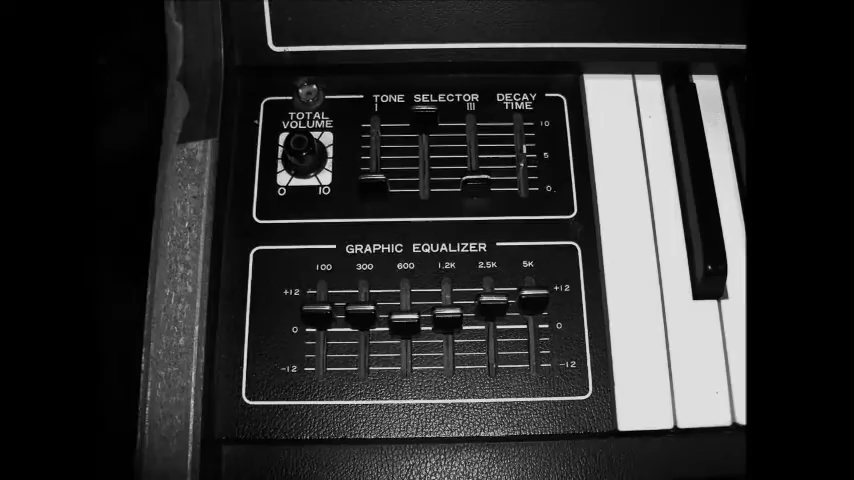 TONE SELECTOR
I III
DECAY
TIME
TOTAL
VOLUME
0 10
10
5
0
GRAPHIC EQUALIZER
100 300 600 1.2K 2.5K 5K
+12 +12
0 0
-12 -12